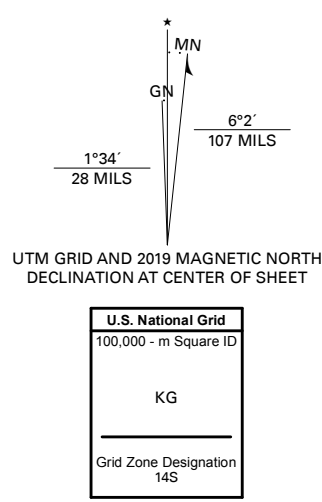 ★
MN
GN
6°2´
107 MILS
1°34´
28 MILS
UTM GRID AND 2019 MAGNETIC NORTH
DECLINATION AT CENTER OF SHEET
U.S. National Grid
100,000 - m Square ID
KG
Grid Zone Designation
14S